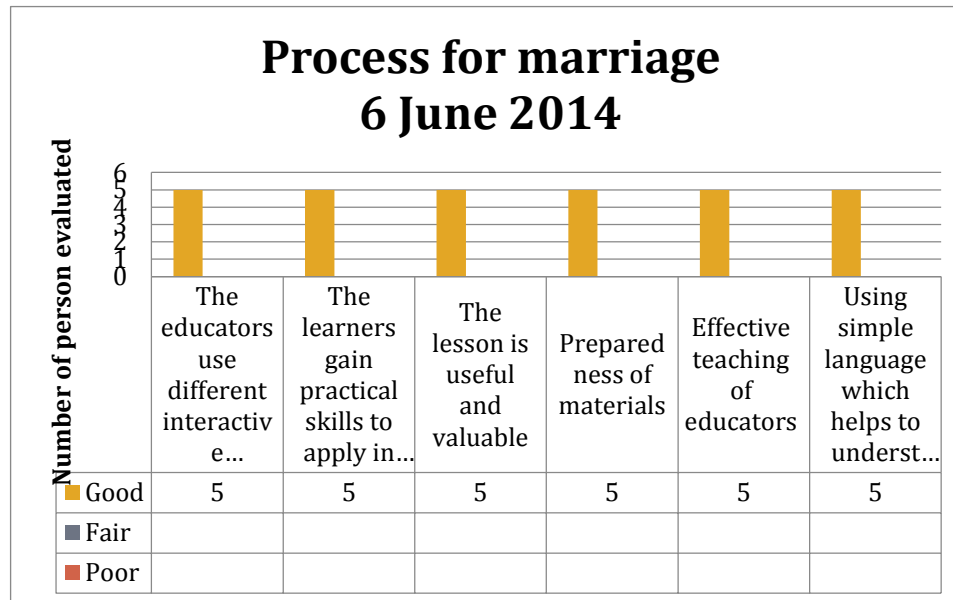 Process for marriage
6 June 2014
Number of person evaluated
6
5
4
3
2
1
0
The
educators
use
different
interactiv
e...
The
learners
gain
practical
skills to
apply in...
The
lesson is
useful
and
valuable
Prepared
ness of
materials
Effective
teaching
of
educators
Using
simple
language
which
helps to
underst...
Good 5 5 5 5 5 5
Fair
Poor